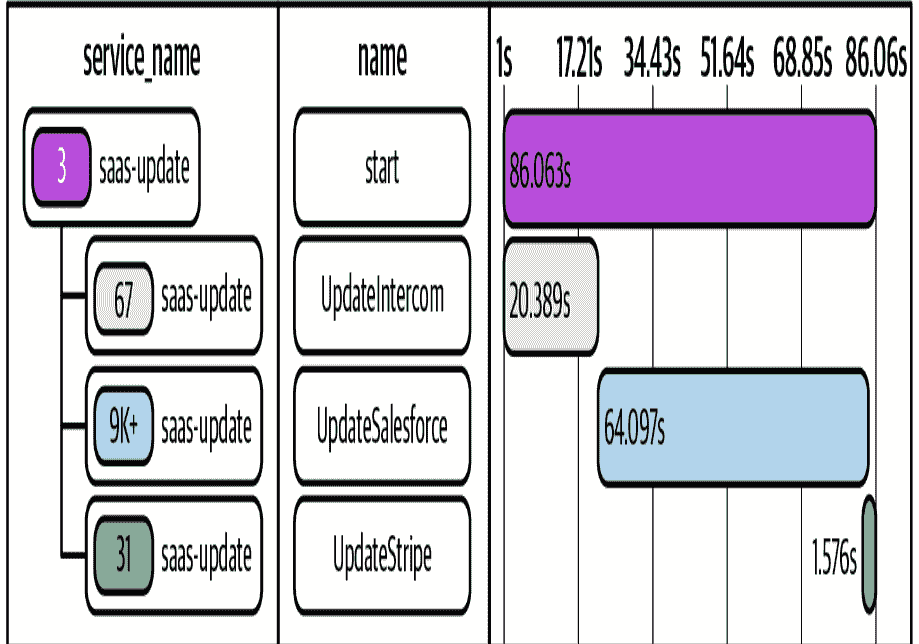 service_name name 1s 17.21s 34.43s 51.64s 68.85s 86.06s
3 saas-update start 86.063s
67 saas-update UpdateIntercom 20.389s
9K+ saas-update UpdateSalesforce 64.097s
31 saas-update UpdateStripe 1.576s